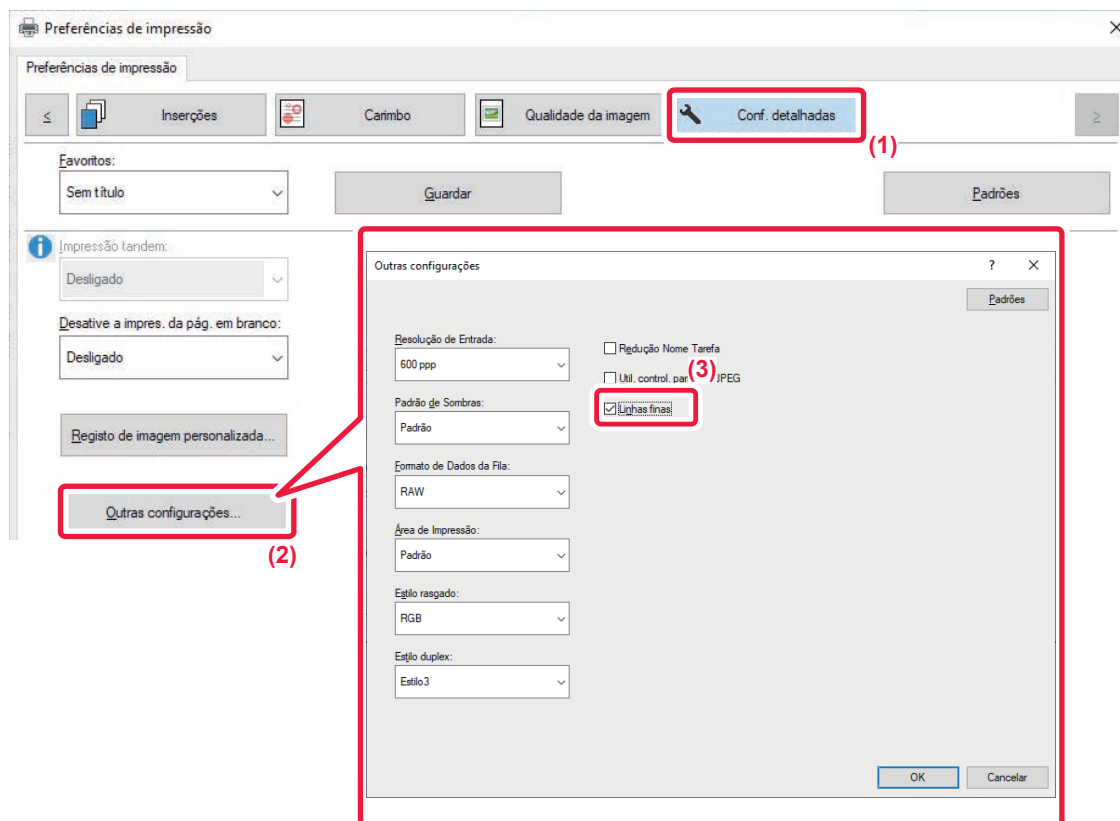 Preferências de impressão
Preferências de impressão
< Inserções Carimbo Qualidade da imagem Conf. detalhadas >
(1)
Favoritos:
Sem título Guardar Padrões
Impressão tandem:
Desligado
Desative a impres. da pág. em branco:
Desligado
Registo de imagem personalizada...
Outras configurações...
(2)
Outras configurações ?
Padrões
Resolução de Entrada:
600 ppp
Padrão de Sombras:
Padrão
Formato de Dados da Fila:
RAW
Área de Impressão:
Padrão
Estilo rasgado:
RGB
Estilo duplex:
Estilo3
Redução Nome Tarefa
(3)
Util. control. par JPEG
Linhas finas
OK Cancelar